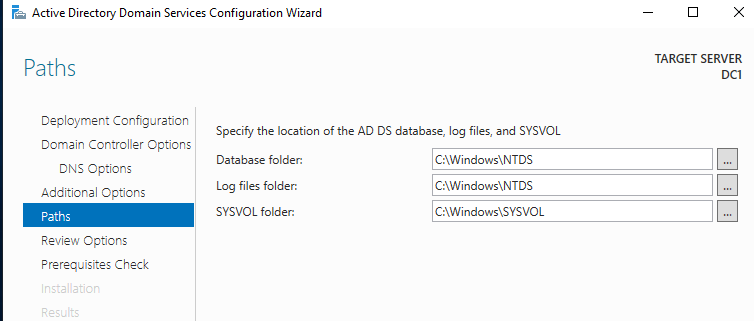 Active Directory Domain Services Configuration Wizard
Paths
TARGET SERVER
DC1
Deployment Configuration
Domain Controller Options
DNS Options
Additional Options
Paths
Review Options
Prerequisites Check
Installation
Results
Specify the location of the AD DS database, log files, and SYSVOL
Database folder: C:\Windows\NTDS ...
Log files folder: C:\Windows\NTDS ...
SYSVOL folder: C:\Windows\SYSVOL ...